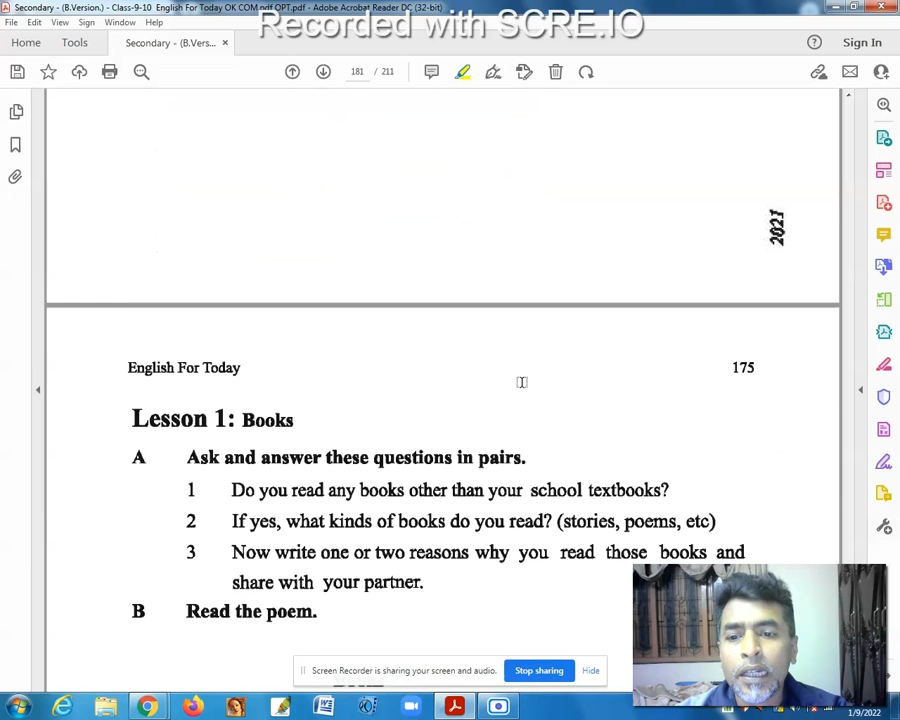 Secondary - (B.Version.) - Class-9-10 English For Today OK COM.pdf OPT.pdf - Adobe Acrobat Reader DC (32-bit)
Recorded with SCRE.IO
File Edit View Sign Window Help
Home Tools Secondary - (B.Vers... × Sign In
181 / 211
2021
English For Today 175
Lesson 1: Books
A Ask and answer these questions in pairs.
1 Do you read any books other than your school textbooks?
2 If yes, what kinds of books do you read? (stories, poems, etc)
3 Now write one or two reasons why you read those books and
share with your partner.
B Read the poem.
Screen Recorder is sharing your screen and audio. Stop sharing Hide
1/9/2022